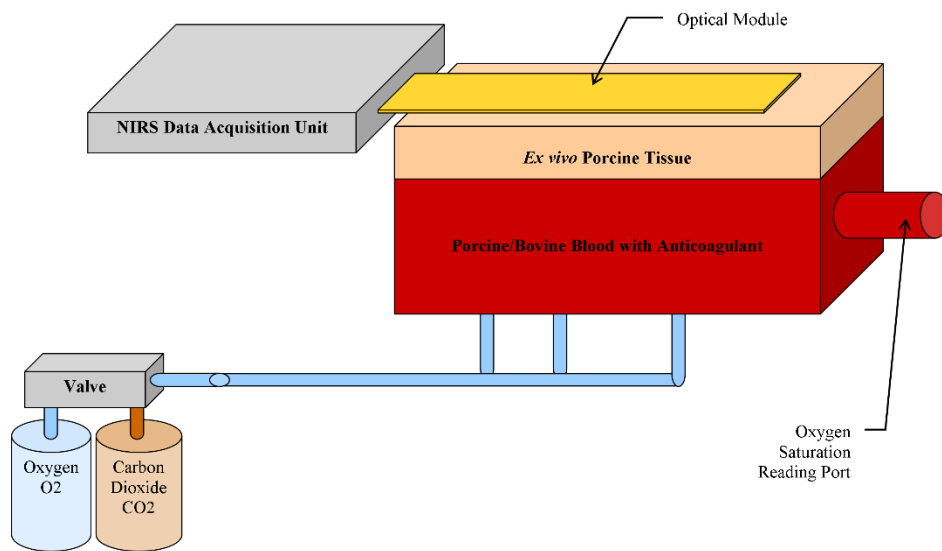 Optical Module
NIRS Data Acquisition Unit
Ex vivo Porcine Tissue
Porcine/Bovine Blood with Anticoagulant
Valve
Oxygen
O2
Carbon
Dioxide
CO2
Oxygen
Saturation
Reading Port